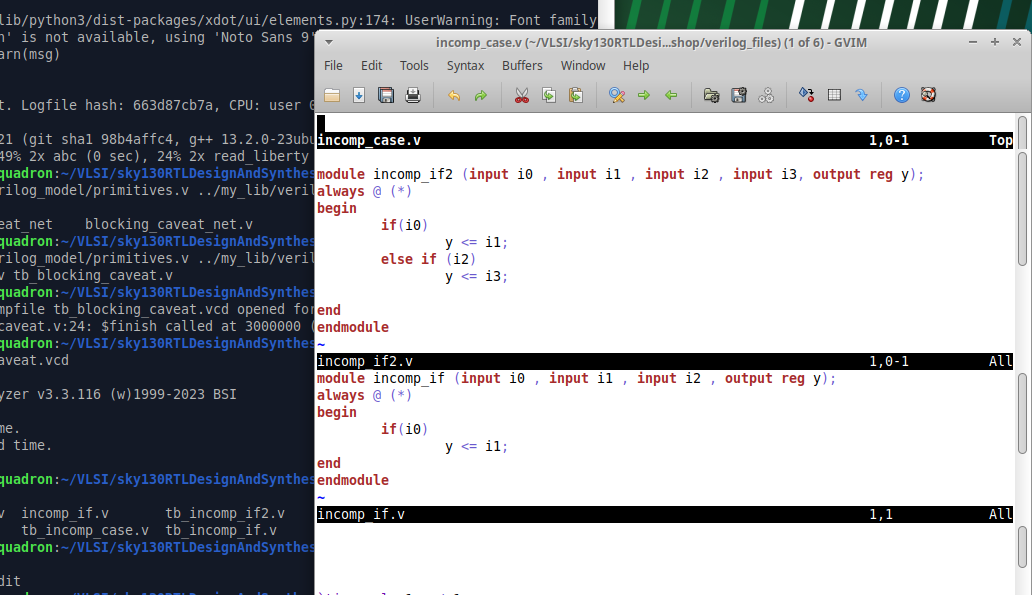 lib/python3/dist-packages/xdot/ui/elements.py:174: UserWarning: Font family
n' is not available, using 'Noto Sans 9'
arn(msg)
t. Logfile hash: 663d87cb7a, CPU: user
21 (git sha1 98b4affc4, g++ 13.2.0-23ubu
49% 2x abc (0 sec), 24% 2x read_liberty
quadron:~/VLSI/sky130RTLDesignAndSynthes
rilog_model/primitives.v ../my_lib/veril
eat_net    blocking_caveat_net.v
quadron:~/VLSI/sky130RTLDesignAndSynthes
rilog_model/primitives.v ../my_lib/veril
v tb_blocking_caveat.v
quadron:~/VLSI/sky130RTLDesignAndSynthes
mpfile tb_blocking_caveat.vcd opened for
caveat.v:24: $finish called at 3000000 (
quadron:~/VLSI/sky130RTLDesignAndSynthes
aveat.vcd
yzer v3.3.116 (w)1999-2023 BSI
me.
d time.
quadron:~/VLSI/sky130RTLDesignAndSynthes
v  incomp_if.v       tb_incomp_if2.v
tb_incomp_case.v  tb_incomp_if.v
quadron:~/VLSI/sky130RTLDesignAndSynthes
dit
incomp_case.v (~/VLSI/sky130RTLDesi...shop/verilog_files) (1 of 6) - GVIM
File Edit Tools Syntax Buffers Window Help
incomp_case.v 1,0-1 Top
module incomp_if2 (input i0 , input i1 , input i2 , input i3, output reg y);
always @ (*)
begin
if(i0)
y <= i1;
else if (i2)
y <= i3;
end
endmodule
~
incomp_if2.v 1,0-1 All
module incomp_if (input i0 , input i1 , input i2 , output reg y);
always @ (*)
begin
if(i0)
y <= i1;
end
endmodule
~
incomp_if.v 1,1 All